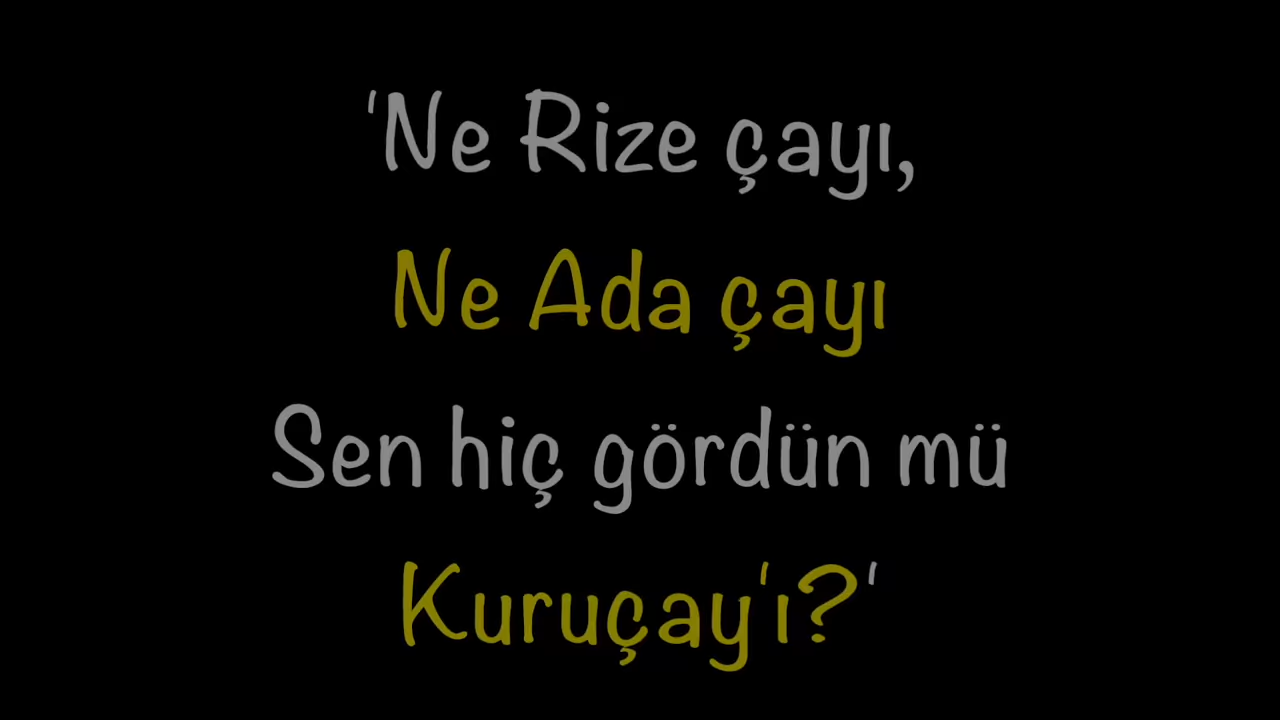 'Ne Rize çayı,
Ne Ada çayı
Sen hiç gördün mü
Kuruçay'ı?'